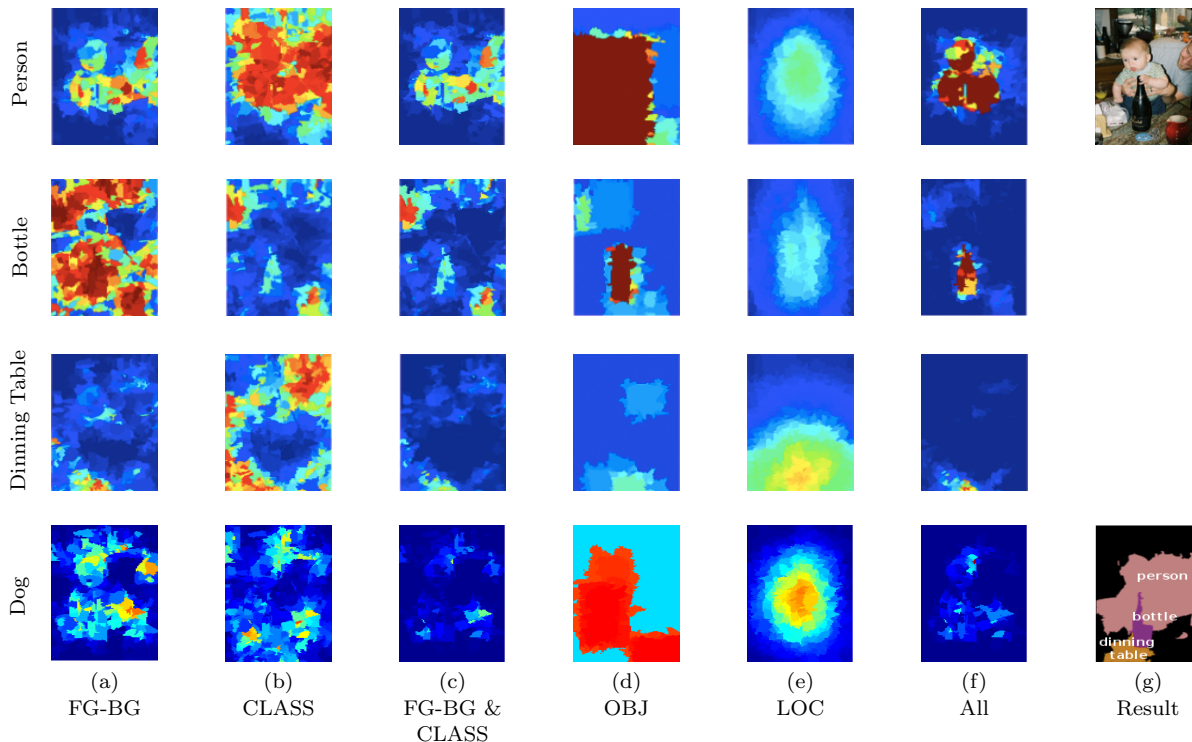 Person
Bottle
Dinning Table
Dog
person
bottle
dinning
table
(a)
FG-BG
(b)
CLASS
(c)
FG-BG &
CLASS
(d)
OBJ
(e)
LOC
(f)
All
(g)
Result